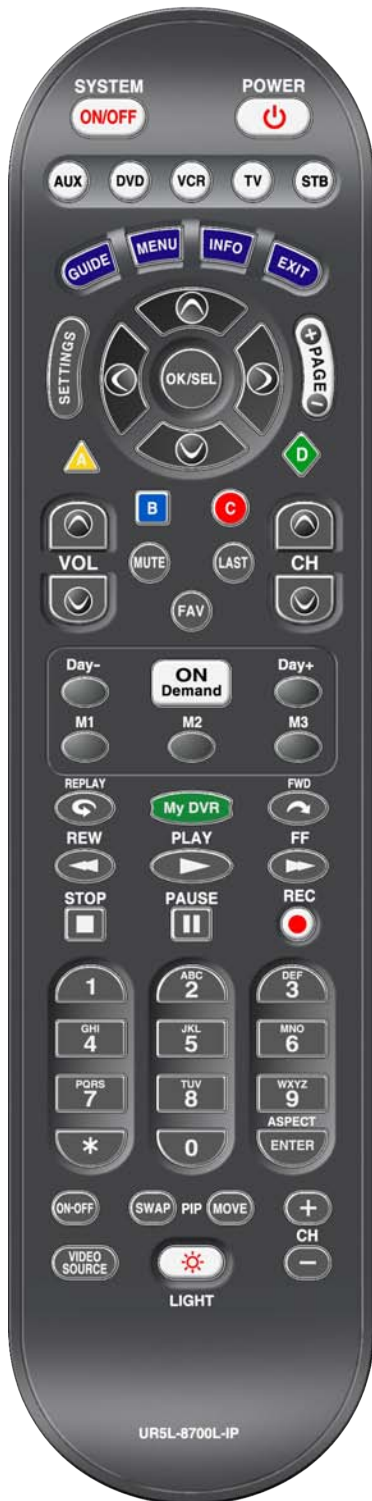 SYSTEM POWER
ON/OFF
AUX DVD VCR TV STB
GUIDE MENU INFO EXIT
SETTINGS OK/SEL + PAGE −
A D
B C
VOL MUTE LAST CH
FAV
Day- ON Day+
Demand
M1 M2 M3
REPLAY FWD
My DVR
REW PLAY FF
STOP PAUSE REC
1 ABC DEF
2 3
GHI JKL MNO
4 5 6
PQRS TUV WXYZ
7 8 9
ASPECT
* 0 ENTER
ON-OFF SWAP PIP MOVE +
CH
VIDEO −
SOURCE
LIGHT
UR5L-8700L-IP